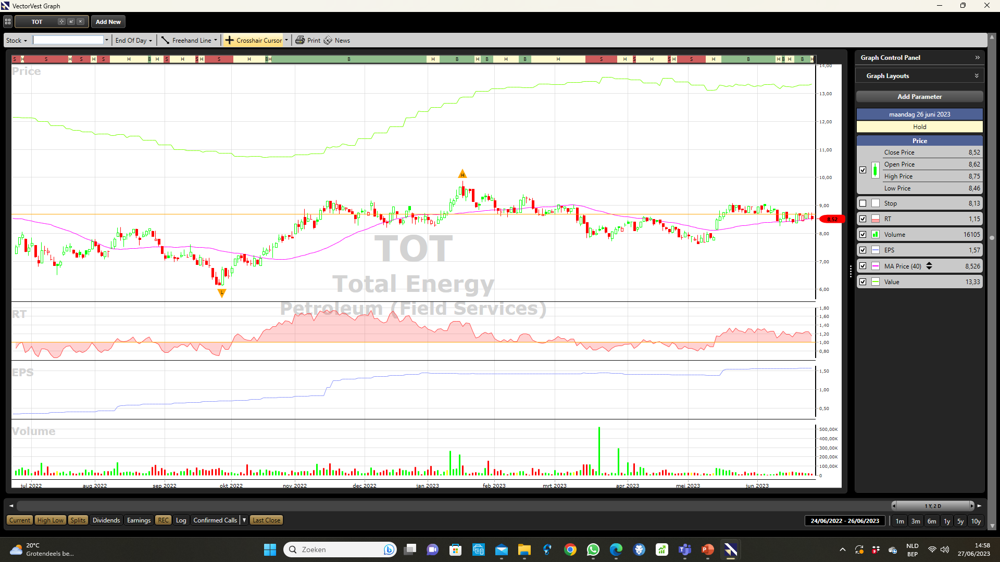 VectorVest Graph
TOT
Add New
Stock
End Of Day
Freehand Line
Crosshair Cursor
Print
News
S H S H S H S B H S H S H S H B H B H B H B H B H S H S H S H S H B H B H B H
Price
14,00
13,00
12,00
11,00
10,00
9,00
8,00
7,00
6,00
H
L
8,52
TOT
Total Energy
Petroleum (Field Services)
RT
1,80
1,60
1,40
1,20
1,00
0,80
EPS
1,50
1,00
0,50
Volume
500,00K
400,00K
300,00K
200,00K
100,00K
0
jul 2022 aug 2022 sep 2022 okt 2022 nov 2022 dec 2022 jan 2023 feb 2023 mrt 2023 apr 2023 mei 2023 jun 2023
Graph Control Panel
Graph Layouts
Add Parameter
maandag 26 juni 2023
Hold
Price
Close Price 8,52
Open Price 8,62
High Price 8,75
Low Price 8,46
Stop 8,13
RT 1,15
Volume 16105
EPS 1,57
MA Price (40) 8,526
Value 13,33
1 Y, 2 D
Current High Low Splits Dividends Earnings REC Log Confirmed Calls Last Close
24/06/2022 - 26/06/2023
1m 3m 6m 1y 5y 10y
20°C
Grotendeels be...
Zoeken
NLD
BEP
14:58
27/06/2023